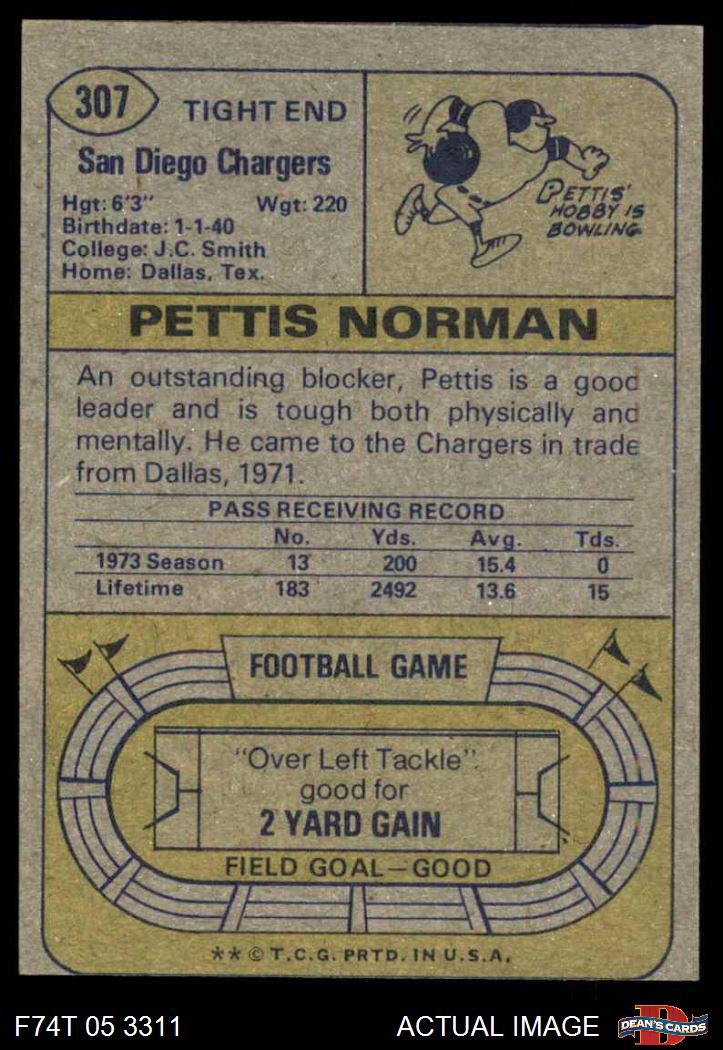 307
TIGHT END
San Diego Chargers
Hgt: 6'3" Wgt: 220
Birthdate: 1-1-40
College: J.C. Smith
Home: Dallas, Tex.
PETTIS'
HOBBY IS
BOWLING
PETTIS NORMAN
An outstanding blocker, Pettis is a good
leader and is tough both physically and
mentally. He came to the Chargers in trade
from Dallas, 1971.
PASS RECEIVING RECORD
No. Yds. Avg. Tds.
1973 Season 13 200 15.4 0
Lifetime 183 2492 13.6 15
FOOTBALL GAME
"Over Left Tackle"
good for
2 YARD GAIN
FIELD GOAL—GOOD
** © T.C.G. PRTD. IN U.S.A.
F74T 05 3311
ACTUAL IMAGE
D
DEAN'S CARDS